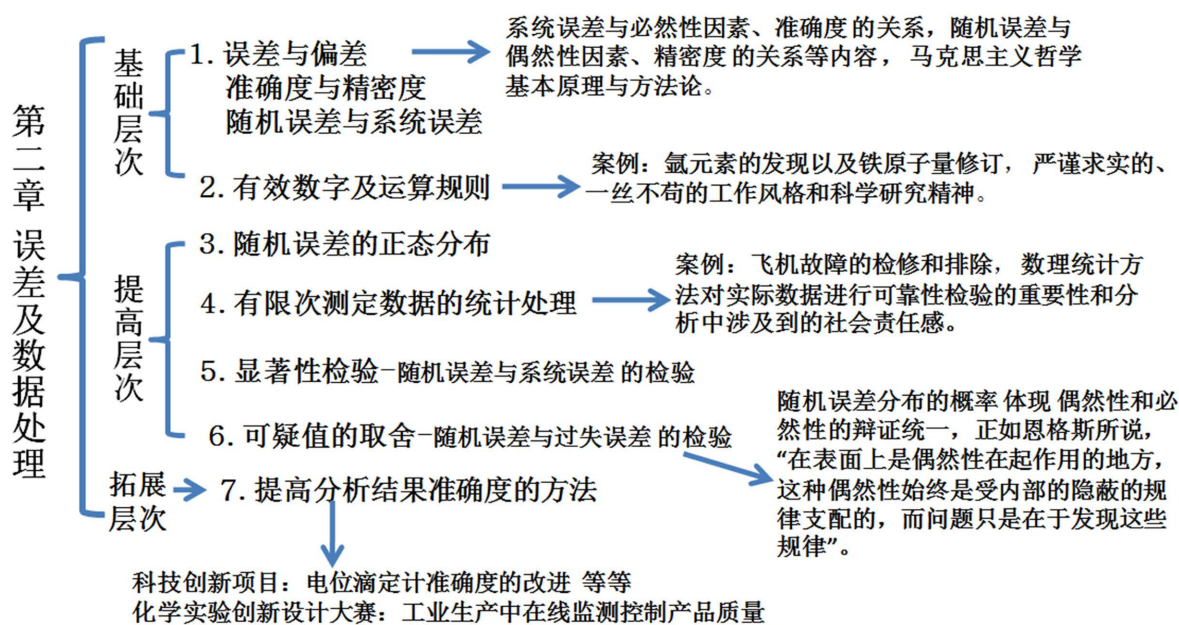 第二章 误差及数据处理
基础层次
1. 误差与偏差
准确度与精密度
随机误差与系统误差
系统误差与必然性因素、准确度的关系，随机误差与
偶然性因素、精密度的关系等内容，马克思主义哲学
基本原理与方法论。
2. 有效数字及运算规则
案例：氩元素的发现以及铁原子量修订，严谨求实的、
一丝不苟的工作风格和科学研究精神。
提高层次
3. 随机误差的正态分布
4. 有限次测定数据的统计处理
案例：飞机故障的检修和排除，数理统计方
法对实际数据进行可靠性检验的重要性和分
析中涉及到的社会责任感。
5. 显著性检验-随机误差与系统误差的检验
6. 可疑值的取舍-随机误差与过失误差的检验
随机误差分布的概率体现偶然性和必
然性的辩证统一，正如恩格斯所说，
“在表面上是偶然性在起作用的地方，
这种偶然性始终是受内部的隐蔽的规
律支配的，而问题只是在于发现这些
规律”。
拓展
层次
7. 提高分析结果准确度的方法
科技创新项目：电位滴定计准确度的改进 等等
化学实验创新设计大赛：工业生产中在线监测控制产品质量